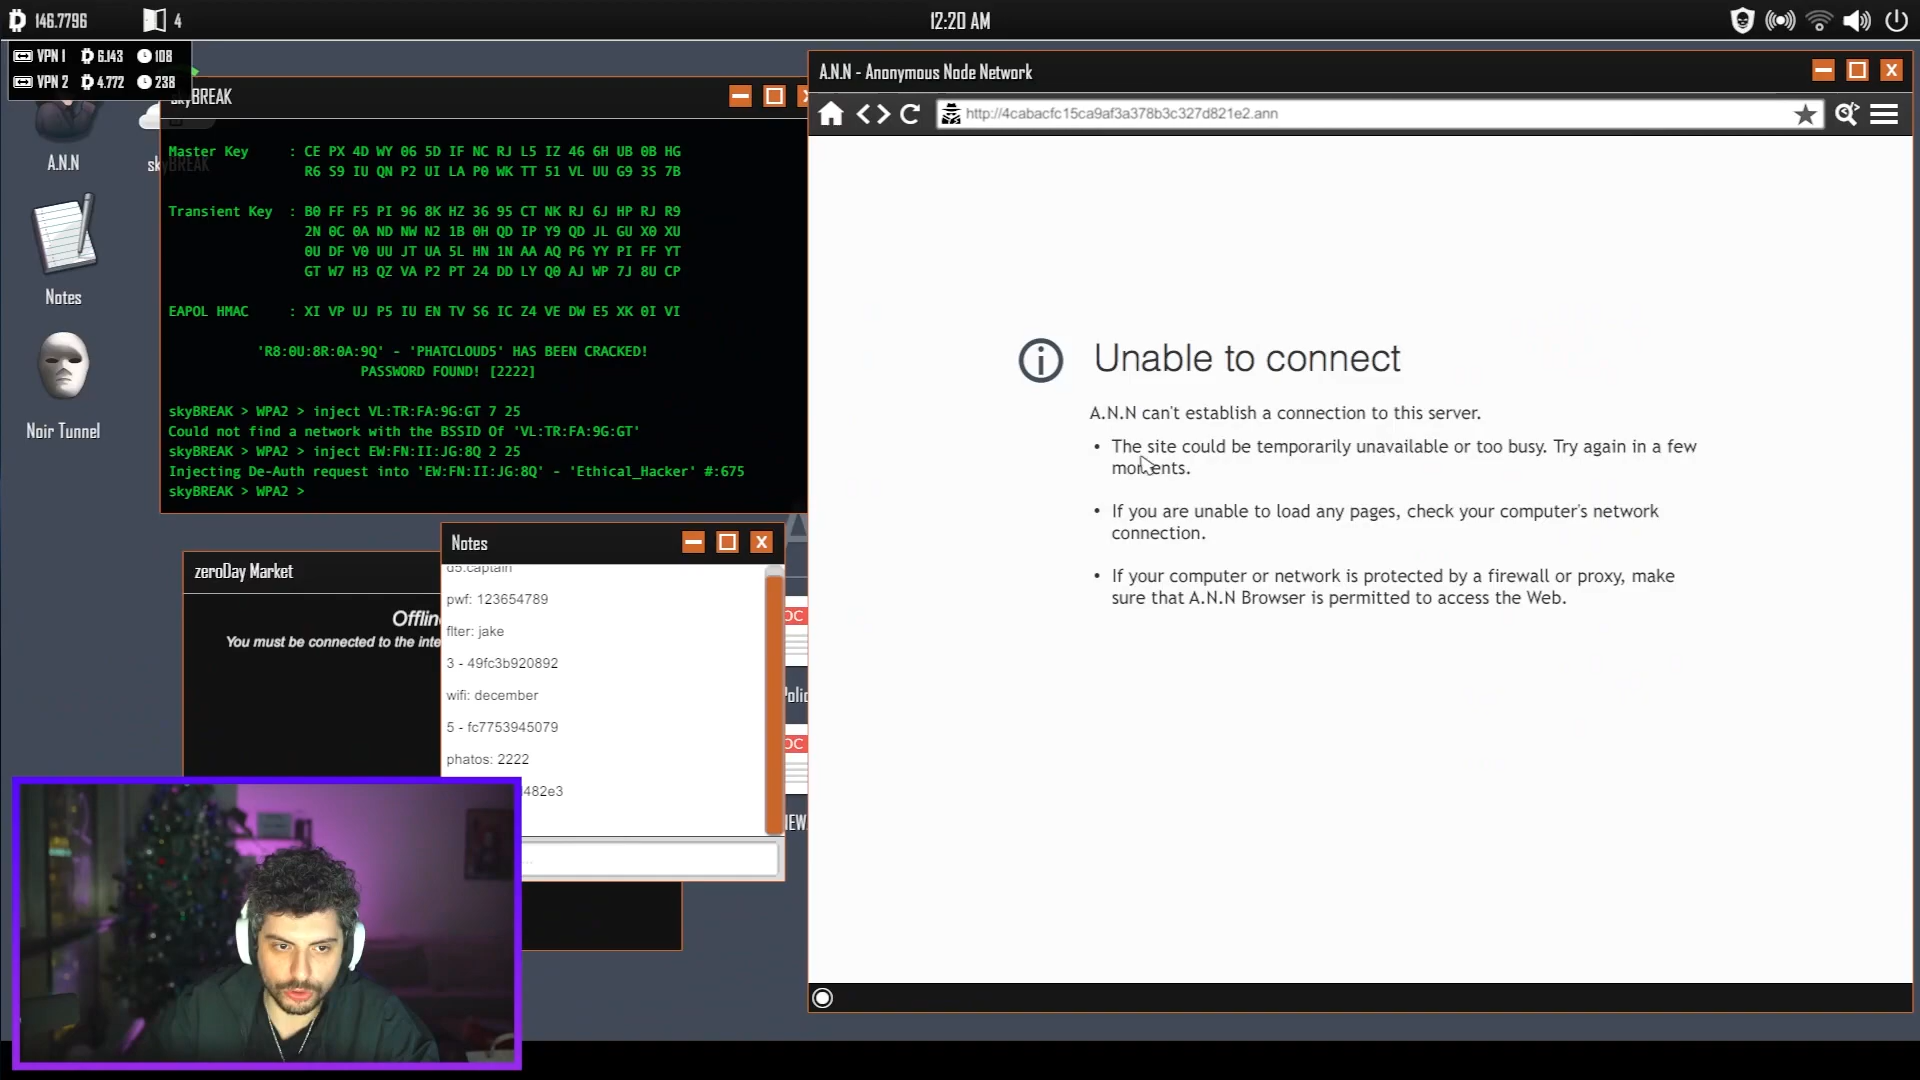 146.7796
4
12:20 AM
VPN 1 6.143 108
VPN 2 4.772 238
A.N.N
skyBREAK
Notes
Noir Tunnel
skyBREAK
Master Key : CE PX 4D WY 06 5D IF NC RJ L5 IZ 46 6H UB 0B HG
R6 S9 IU QN P2 UI LA P0 WK TT 51 VL UU G9 3S 7B
Transient Key : B0 FF F5 PI 96 8K HZ 36 95 CT NK RJ 6J HP RJ R9
2N 0C 0A ND NW N2 1B 0H QD IP Y9 QD JL GU X0 XU
0U DF V0 UU JT UA 5L HN 1N AA AQ P6 YY PI FF YT
GT W7 H3 QZ VA P2 PT 24 DD LY Q0 AJ WP 7J 8U CP
EAPOL HMAC : XI VP UJ P5 IU EN TV S6 IC Z4 VE DW E5 XK 0I VI
'R8:0U:8R:0A:9Q' - 'PHATCLOUD5' HAS BEEN CRACKED!
PASSWORD FOUND! [2222]
skyBREAK > WPA2 > inject VL:TR:FA:9G:GT 7 25
Could not find a network with the BSSID Of 'VL:TR:FA:9G:GT'
skyBREAK > WPA2 > inject EW:FN:II:JG:8Q 2 25
Injecting De-Auth request into 'EW:FN:II:JG:8Q' - 'Ethical_Hacker' #:675
skyBREAK > WPA2 >
zeroDay Market
Offlin
You must be connected to the inte
Notes
d5:captain
pwf: 123654789
flter: jake
3 - 49fc3b920892
wifi: december
5 - fc7753945079
phatos: 2222
482e3
A.N.N - Anonymous Node Network
http://4cabacfc15ca9af3a378b3c327d821e2.ann
Unable to connect
A.N.N can't establish a connection to this server.
• The site could be temporarily unavailable or too busy. Try again in a few
moments.
• If you are unable to load any pages, check your computer's network
connection.
• If your computer or network is protected by a firewall or proxy, make
sure that A.N.N Browser is permitted to access the Web.